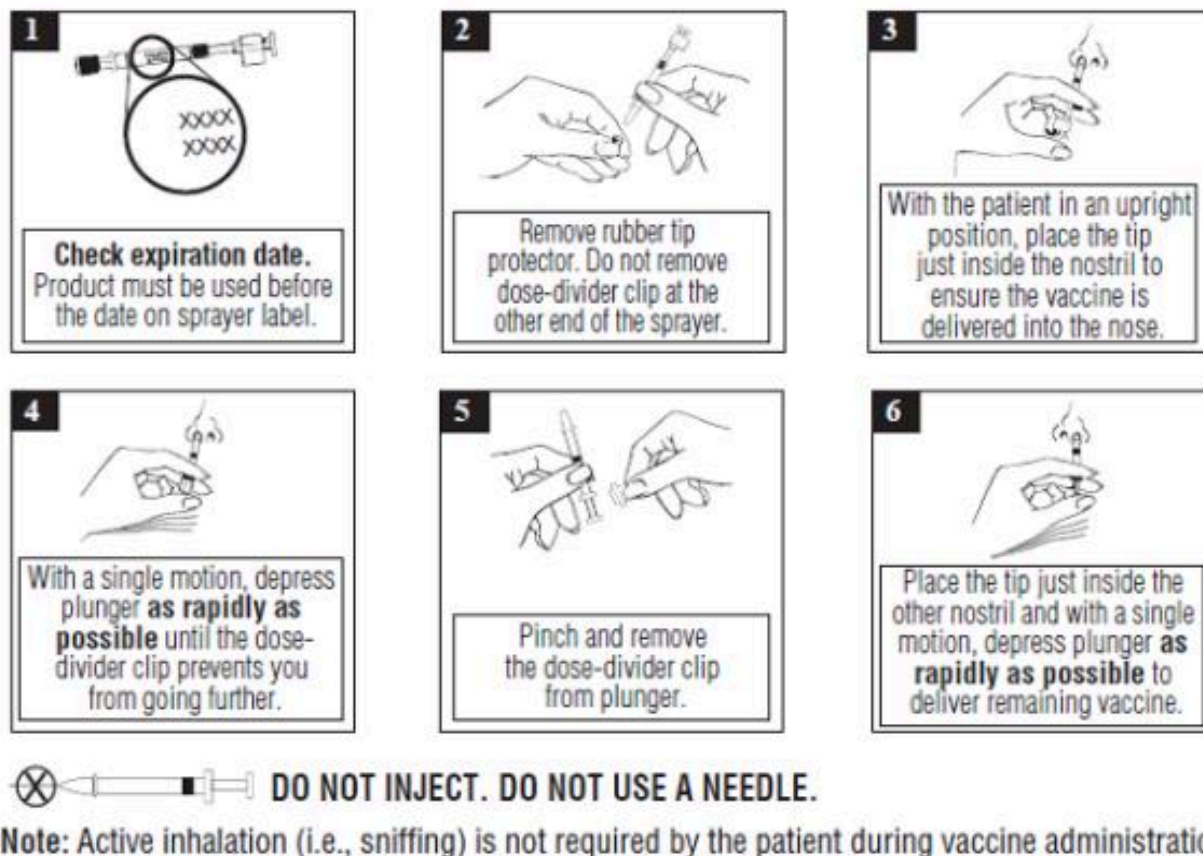 1
XXXX
XXXX
Check expiration date.
Product must be used before
the date on sprayer label.
2
Remove rubber tip
protector. Do not remove
dose-divider clip at the
other end of the sprayer.
3
With the patient in an upright
position, place the tip
just inside the nostril to
ensure the vaccine is
delivered into the nose.
4
With a single motion, depress
plunger as rapidly as
possible until the dose-
divider clip prevents you
from going further.
5
Pinch and remove
the dose-divider clip
from plunger.
6
Place the tip just inside the
other nostril and with a single
motion, depress plunger as
rapidly as possible to
deliver remaining vaccine.
X
DO NOT INJECT. DO NOT USE A NEEDLE.
Note: Active inhalation (i.e., sniffing) is not required by the patient during vaccine